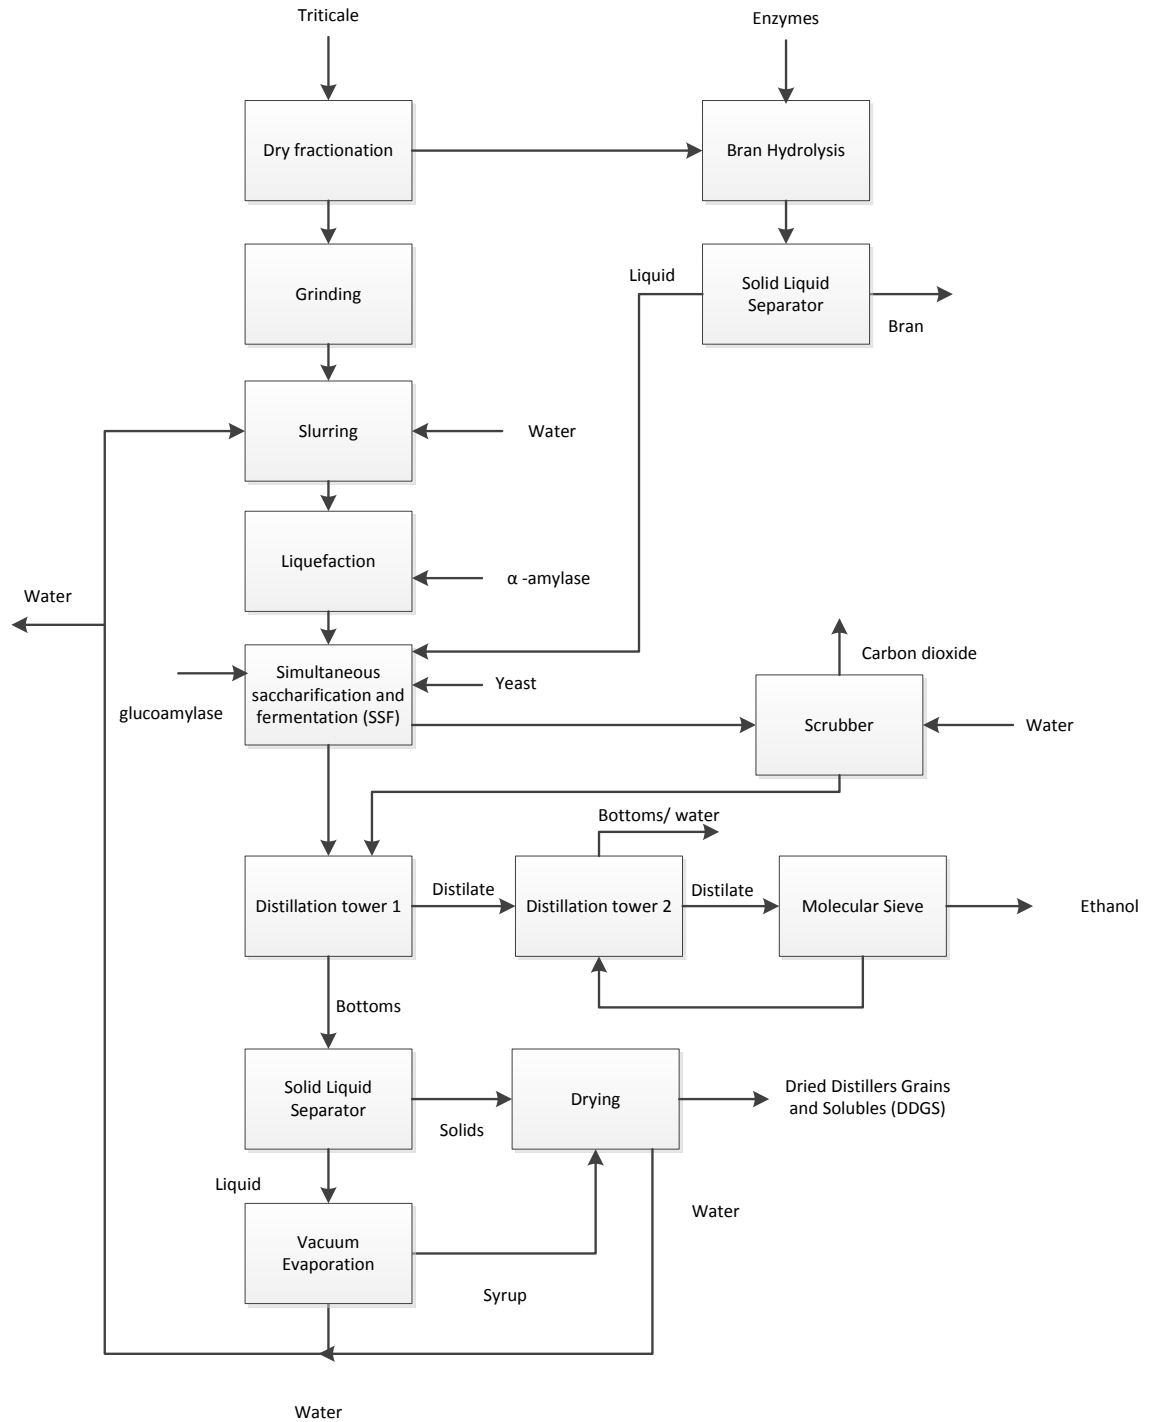 Triticale
Enzymes
Dry fractionation
Bran Hydrolysis
Grinding
Liquid
Solid Liquid
Separator
Bran
Slurring
Water
Liquefaction
α -amylase
Water
Simultaneous
saccharification and
fermentation (SSF)
Yeast
glucoamylase
Carbon dioxide
Scrubber
Water
Bottoms/ water
Distillation tower 1
Distilate
Distillation tower 2
Distilate
Molecular Sieve
Ethanol
Bottoms
Solid Liquid
Separator
Solids
Drying
Dried Distillers Grains
and Solubles (DDGS)
Liquid
Water
Vacuum
Evaporation
Syrup
Water